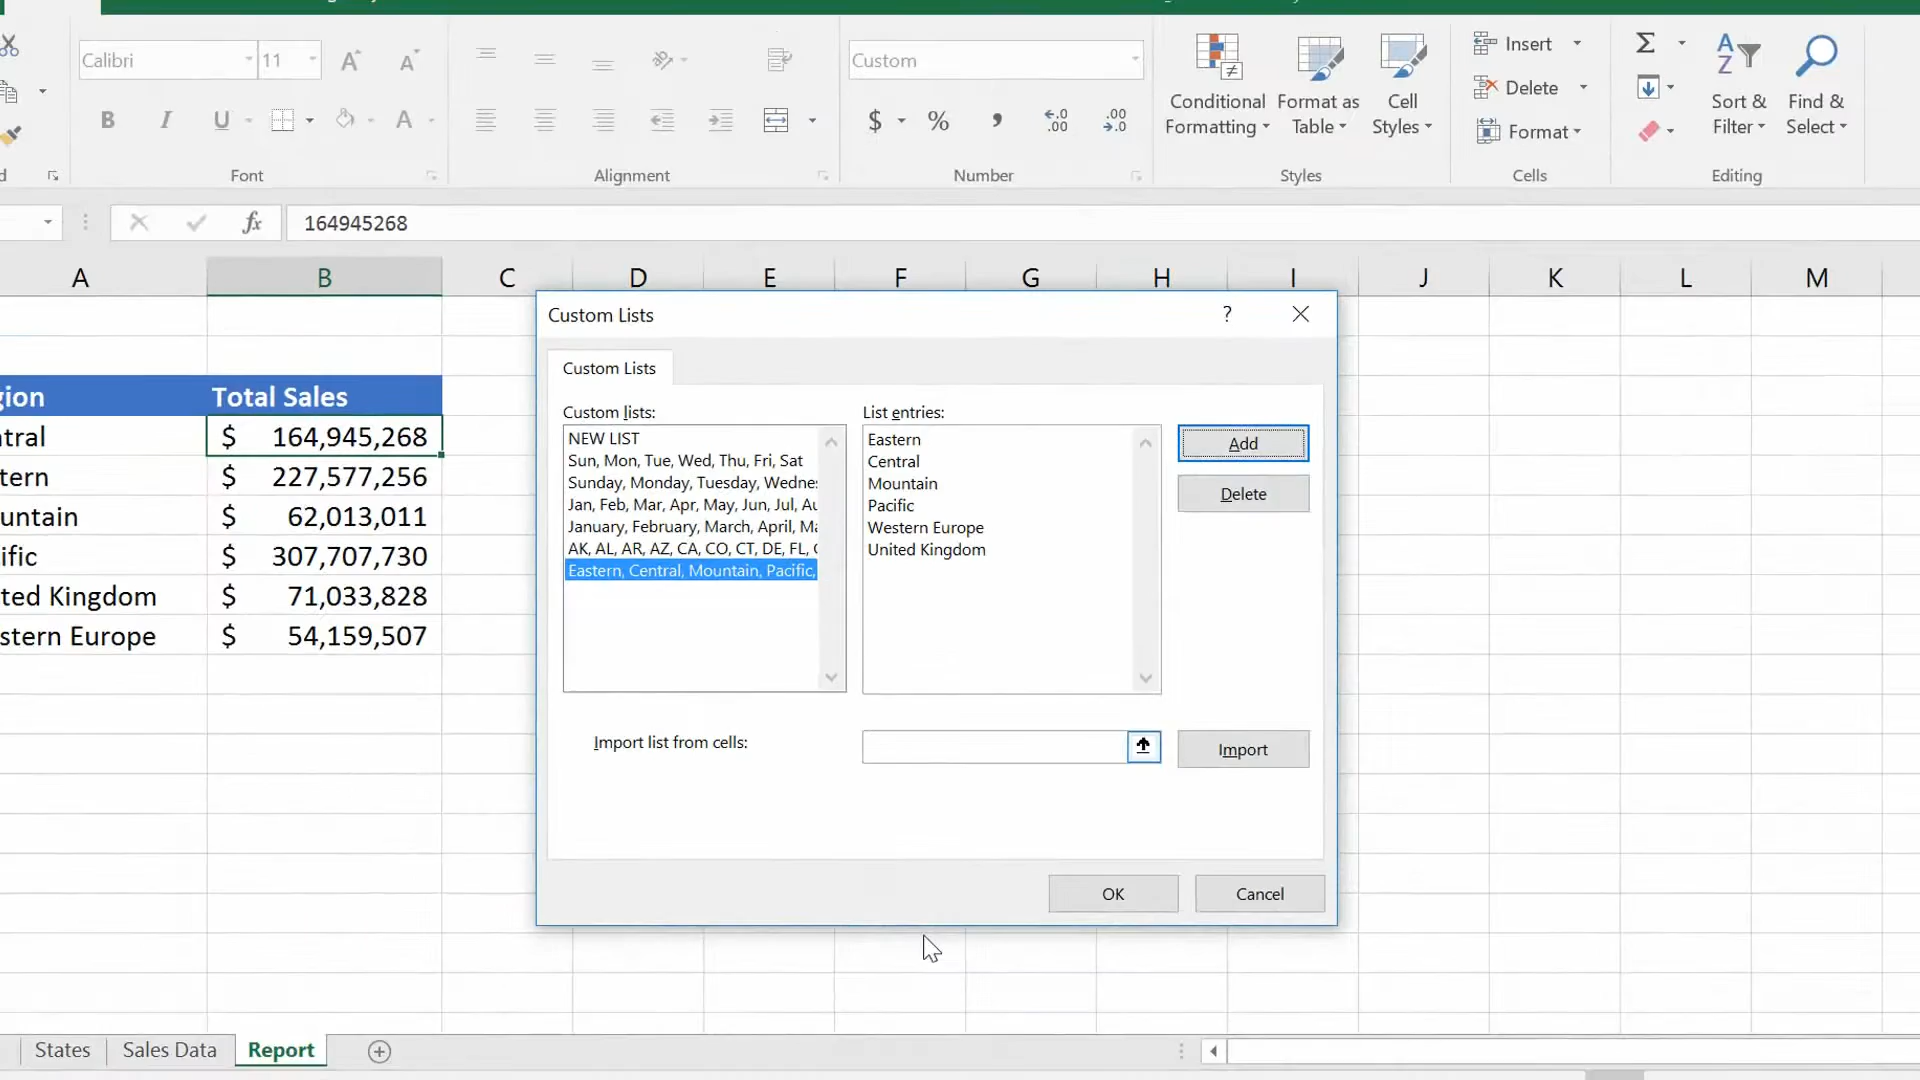 Calibri 11 Custom
Insert
Delete
Format
Conditional Formatting
Format as Table
Cell Styles
Sort & Filter
Find & Select
B I U A $ % , .00 .00
Font Alignment Number Styles Cells Editing
fx 164945268
A B C D E F G H I J K L M
gion Total Sales
ntral $ 164,945,268
tern $ 227,577,256
untain $ 62,013,011
ific $ 307,707,730
ted Kingdom $ 71,033,828
stern Europe $ 54,159,507
Custom Lists ?
Custom Lists
Custom lists:
NEW LIST
Sun, Mon, Tue, Wed, Thu, Fri, Sat
Sunday, Monday, Tuesday, Wednes
Jan, Feb, Mar, Apr, May, Jun, Jul, Au
January, February, March, April, Ma
AK, AL, AR, AZ, CA, CO, CT, DE, FL,
Eastern, Central, Mountain, Pacific,
List entries:
Eastern
Central
Mountain
Pacific
Western Europe
United Kingdom
Add
Delete
Import list from cells:
Import
OK Cancel
States Sales Data Report